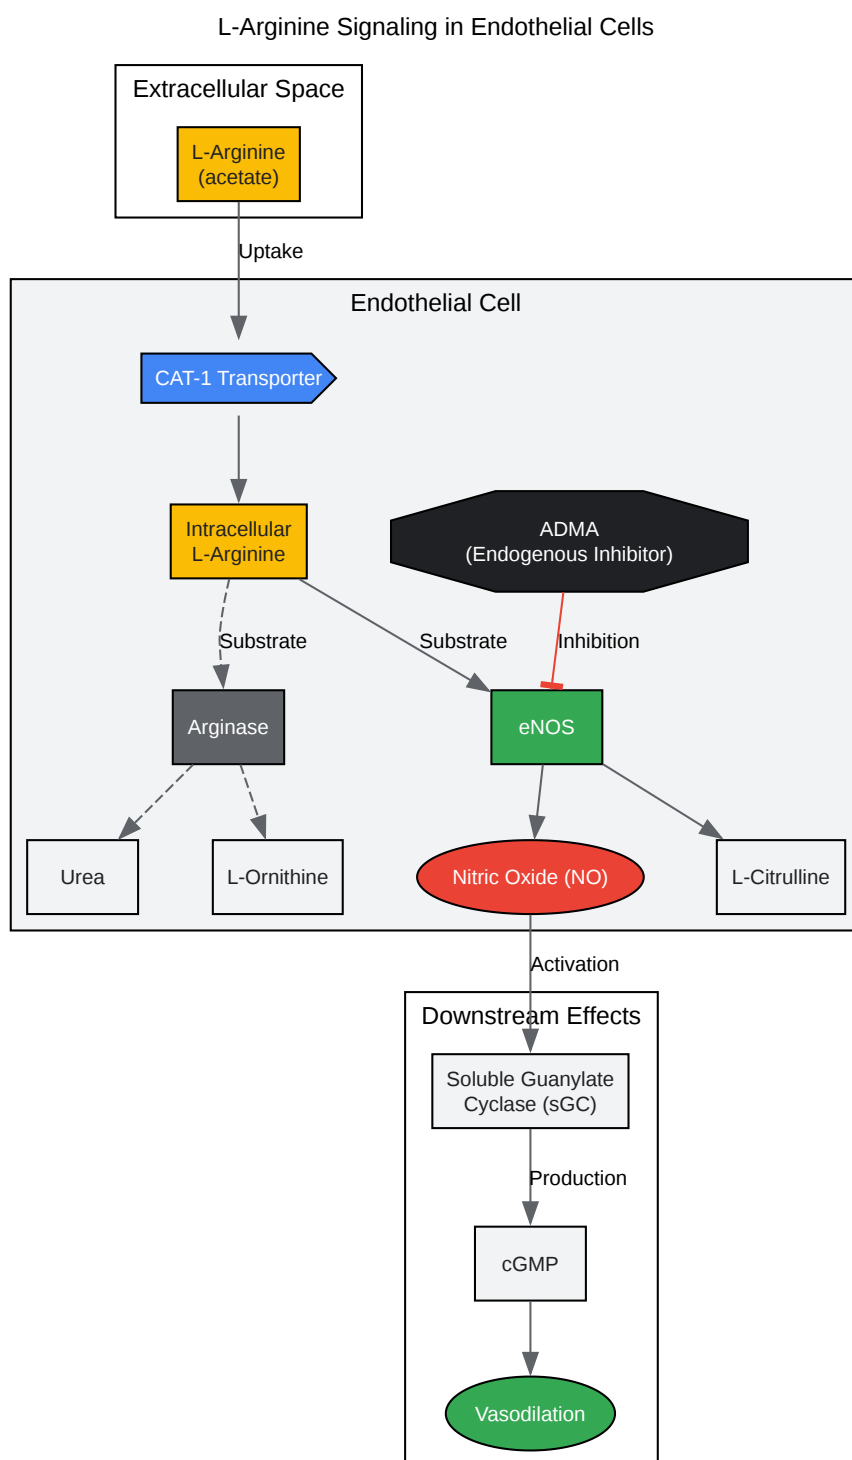 L-Arginine Signaling in Endothelial Cells
Extracellular Space
L-Arginine
(acetate)
Uptake
Endothelial Cell
CAT-1 Transporter
Intracellular
L-Arginine
ADMA
(Endogenous Inhibitor)
Substrate
Substrate
Inhibition
Arginase
eNOS
Urea
L-Ornithine
Nitric Oxide (NO)
L-Citrulline
Activation
Downstream Effects
Soluble Guanylate
Cyclase (sGC)
Production
cGMP
Vasodilation